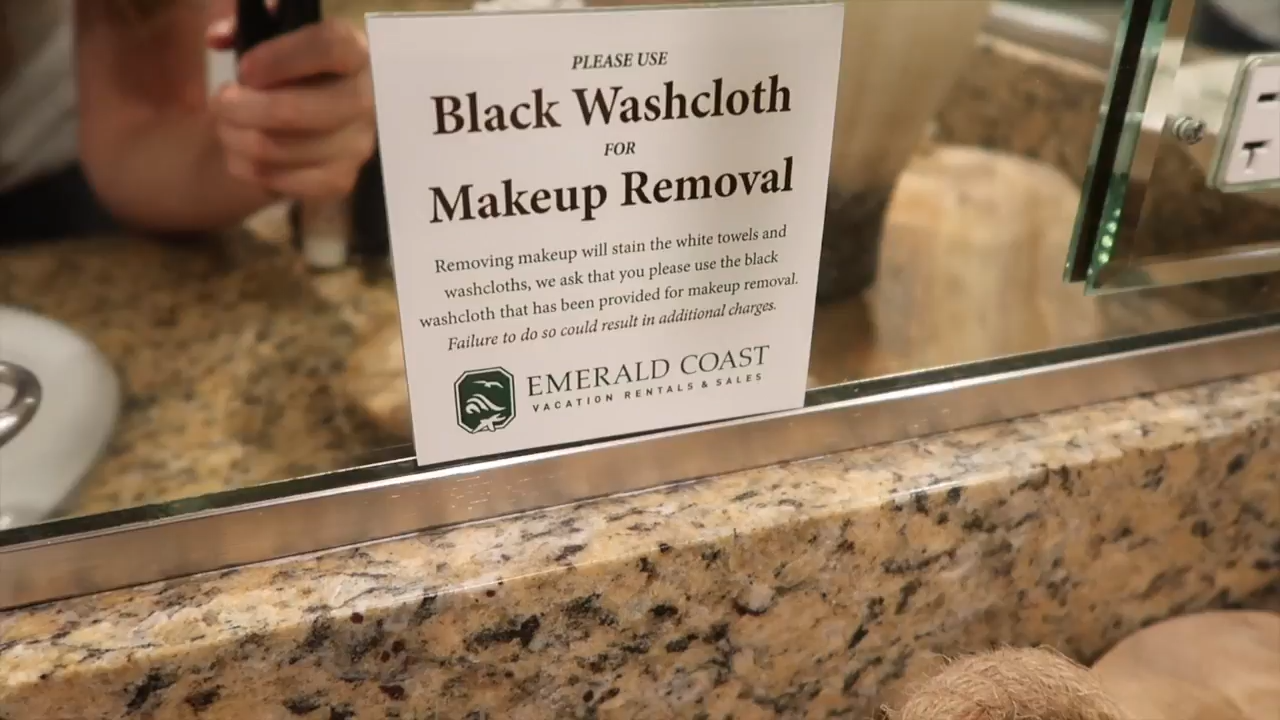 PLEASE USE
Black Washcloth
FOR
Makeup Removal
Removing makeup will stain the white towels and
washcloths, we ask that you please use the black
washcloth that has been provided for makeup removal.
Failure to do so could result in additional charges.
EMERALD COAST
VACATION RENTALS & SALES